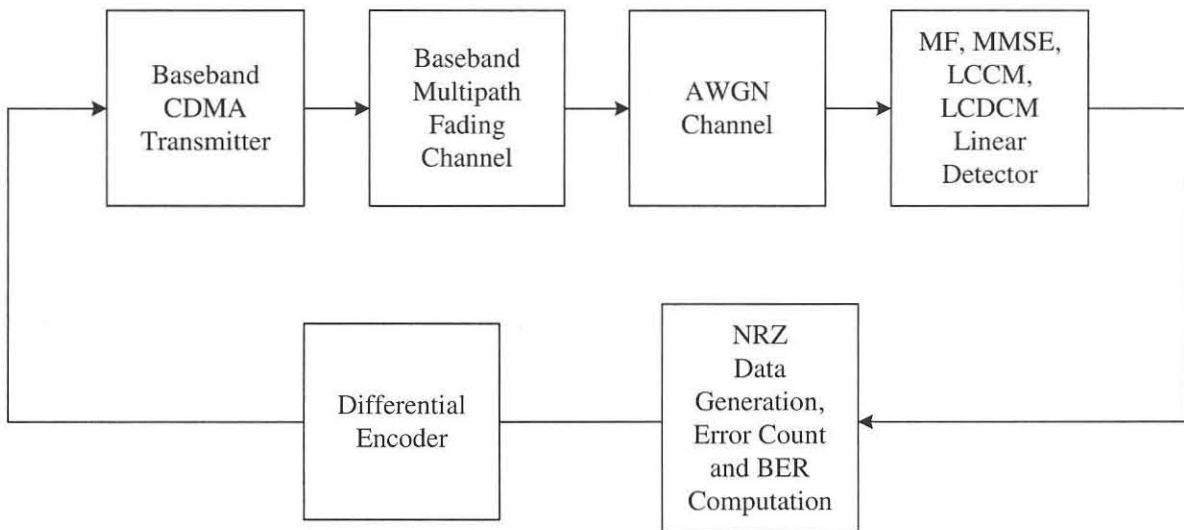 Baseband
CDMA
Transmitter
Baseband
Multipath
Fading
Channel
AWGN
Channel
MF, MMSE,
LCCM,
LCDCM
Linear
Detector
Differential
Encoder
NRZ
Data
Generation,
Error Count
and BER
Computation